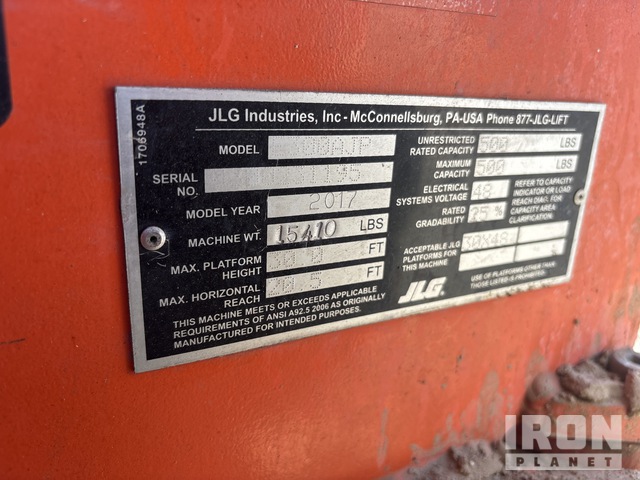 1706948A
JLG Industries, Inc - McConnellsburg, PA-USA Phone 877-JLG-LIFT
MODEL
SERIAL NO. 1195
MODEL YEAR 2017
MACHINE WT. 15410 LBS
MAX. PLATFORM HEIGHT FT
MAX. HORIZONTAL REACH FT
THIS MACHINE MEETS OR EXCEEDS APPLICABLE
REQUIREMENTS OF ANSI A92.5 2006 AS ORIGINALLY
MANUFACTURED FOR INTENDED PURPOSES.
UNRESTRICTED RATED CAPACITY 500 LBS
MAXIMUM CAPACITY 500 LBS
ELECTRICAL SYSTEMS VOLTAGE 48
RATED GRADABILITY %
REFER TO CAPACITY
INDICATOR OR LOAD
REACH DIAG. FOR
CAPACITY AREA
CLARIFICATION.
ACCEPTABLE JLG
PLATFORMS FOR
THIS MACHINE
JLG
USE OF PLATFORMS OTHER THAN
THOSE LISTED IS PROHIBITED.
IRON
PLANET